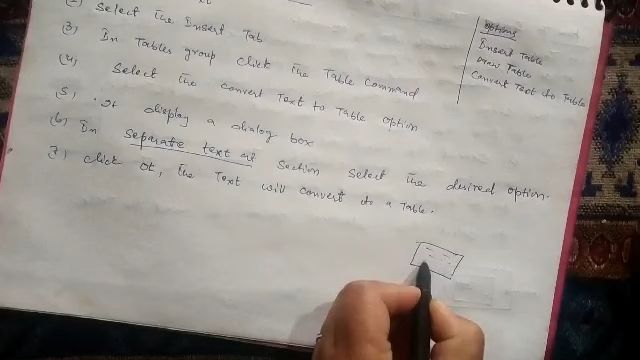 (2) Select the Insert Tab
(3) In Tables group click the Table Command
(4) Select the convert Text to Table option
(5) It display a dialog box
(6) In separate text at section select the desired option.
7) click ok, the Text will convert to a Table.
Options
Insert Table
Draw Table
Convert Text to Table